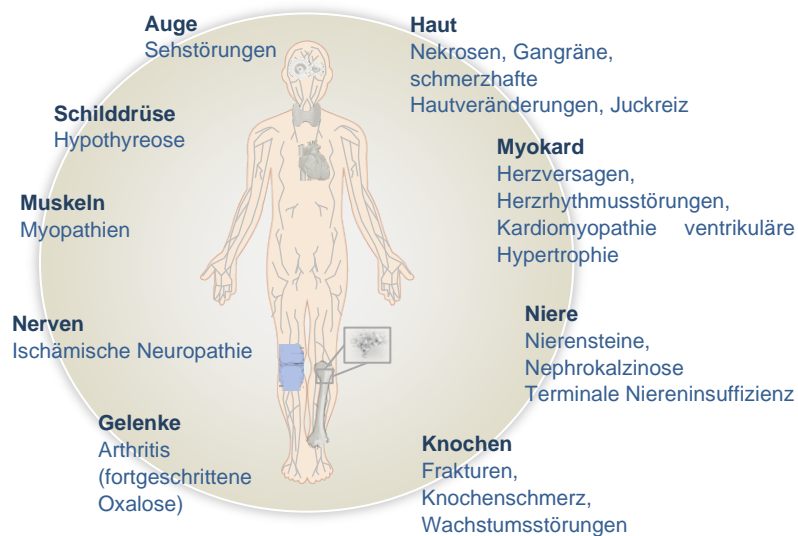 Auge
Sehstörungen
Haut
Nekrosen, Gangräne,
schmerzhafte
Hautveränderungen, Juckreiz
Schilddrüse
Hypothyreose
Myokard
Herzversagen,
Herzrhythmusstörungen,
Kardiomyopathie ventrikuläre
Hypertrophie
Muskeln
Myopathien
Nerven
Ischämische Neuropathie
Niere
Nierensteine,
Nephrokalzinose
Terminale Niereninsuffizienz
Gelenke
Arthritis
(fortgeschrittene
Oxalose)
Knochen
Frakturen,
Knochenschmerz,
Wachstumsstörungen